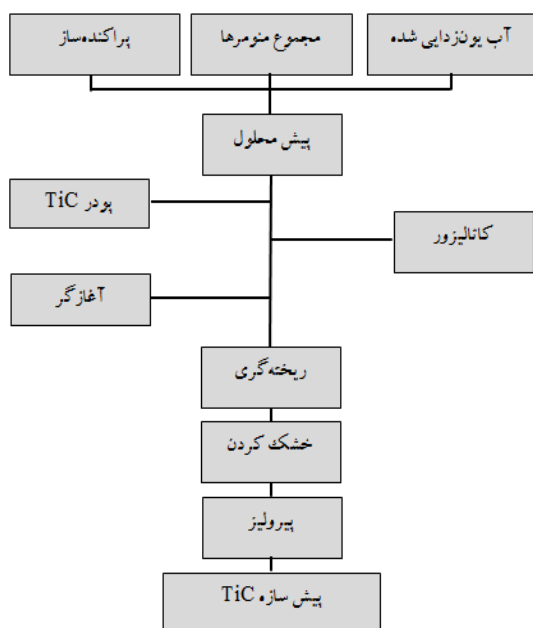 آب یون‌زدایی شده
مجموع منومرها
پراکنده‌ساز
پیش محلول
پودر TiC
کاتالیزور
آغازگر
ریخته‌گری
خشک کردن
پیرولیز
پیش سازه TiC